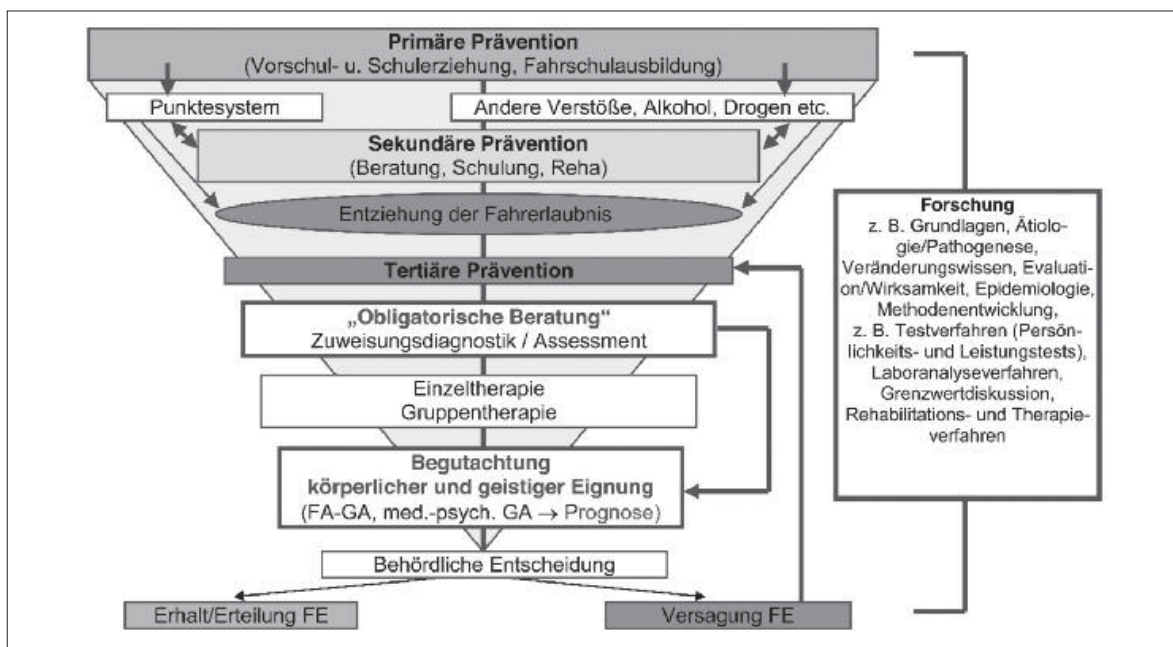 Primäre Prävention
(Vorschul- u. Schulerziehung, Fahrschulausbildung)
Punktesystem
Andere Verstöße, Alkohol, Drogen etc.
Sekundäre Prävention
(Beratung, Schulung, Reha)
Entziehung der Fahrerlaubnis
Tertiäre Prävention
„Obligatorische Beratung“
Zuweisungsdiagnostik / Assessment
Einzeltherapie
Gruppentherapie
Begutachtung
körperlicher und geistiger Eignung
(FA-GA, med.-psych. GA → Prognose)
Behördliche Entscheidung
Erhalt/Erteilung FE
Versagung FE
Forschung
z. B. Grundlagen, Ätiolo-
gie/Pathogenese,
Veränderungswissen, Evaluati-
on/Wirksamkeit, Epidemiologie,
Methodenentwicklung,
z. B. Testverfahren (Persön-
lichkeits- und Leistungstests),
Laboranalyseverfahren,
Grenzwertdiskussion,
Rehabilitations- und Therapie-
verfahren